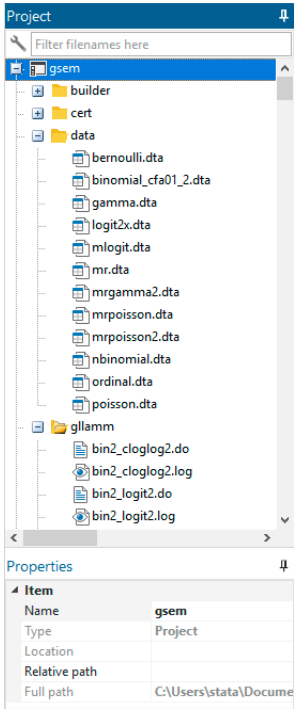 Project
Filter filenames here
gsem
builder
cert
data
bernoulli.dta
binomial_cfa01_2.dta
gamma.dta
logit2x.dta
mlogit.dta
mr.dta
mrgamma2.dta
mrpoisson.dta
mrpoisson2.dta
nbinomial.dta
ordinal.dta
poisson.dta
gllamm
bin2_cloglog2.do
bin2_cloglog2.log
bin2_logit2.do
bin2_logit2.log
Properties
Item
Name gsem
Type Project
Location
Relative path
Full path C:\Users\stata\Docume